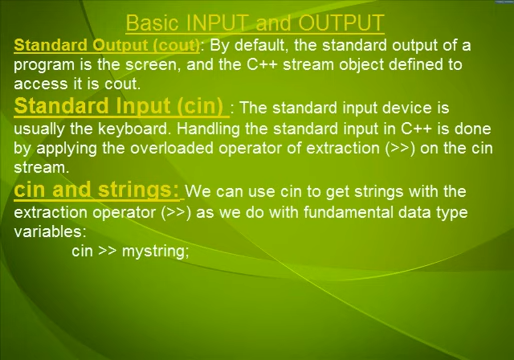 Basic INPUT and OUTPUT
Standard Output (cout): By default, the standard output of a
program is the screen, and the C++ stream object defined to
access it is cout.
Standard Input (cin) : The standard input device is
usually the keyboard. Handling the standard input in C++ is done
by applying the overloaded operator of extraction (>>) on the cin
stream.
cin and strings: We can use cin to get strings with the
extraction operator (>>) as we do with fundamental data type
variables:
cin >> mystring;